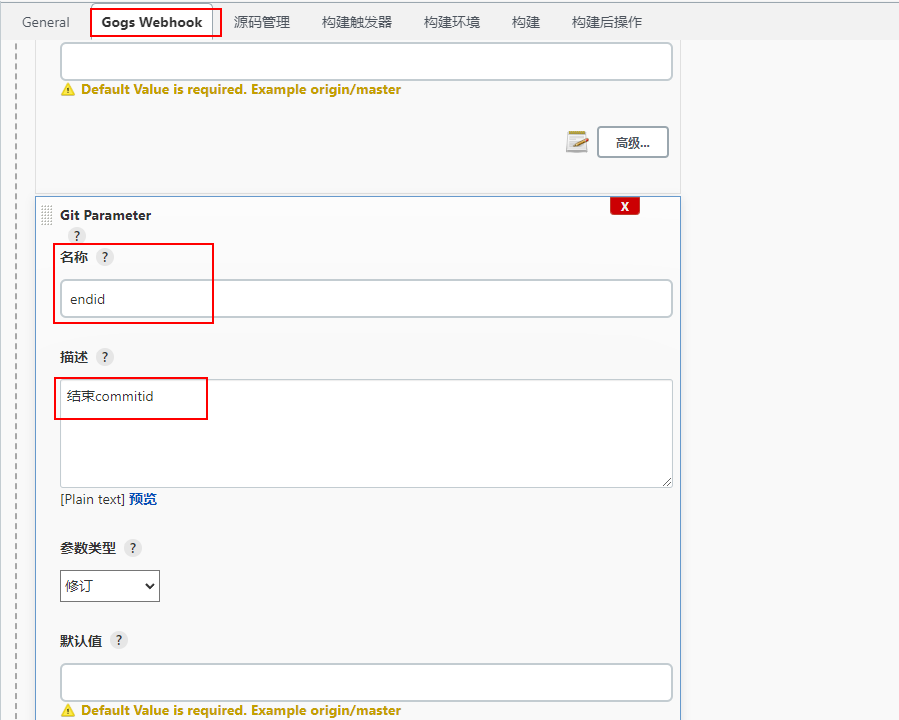 General Gogs Webhook 源码管理 构建触发器 构建环境 构建 构建后操作
Default Value is required. Example origin/master
高级...
X
Git Parameter
?
名称 ?
endid
描述 ?
结束commitid
[Plain text] 预览
参数类型 ?
修订
默认值 ?
Default Value is required. Example origin/master